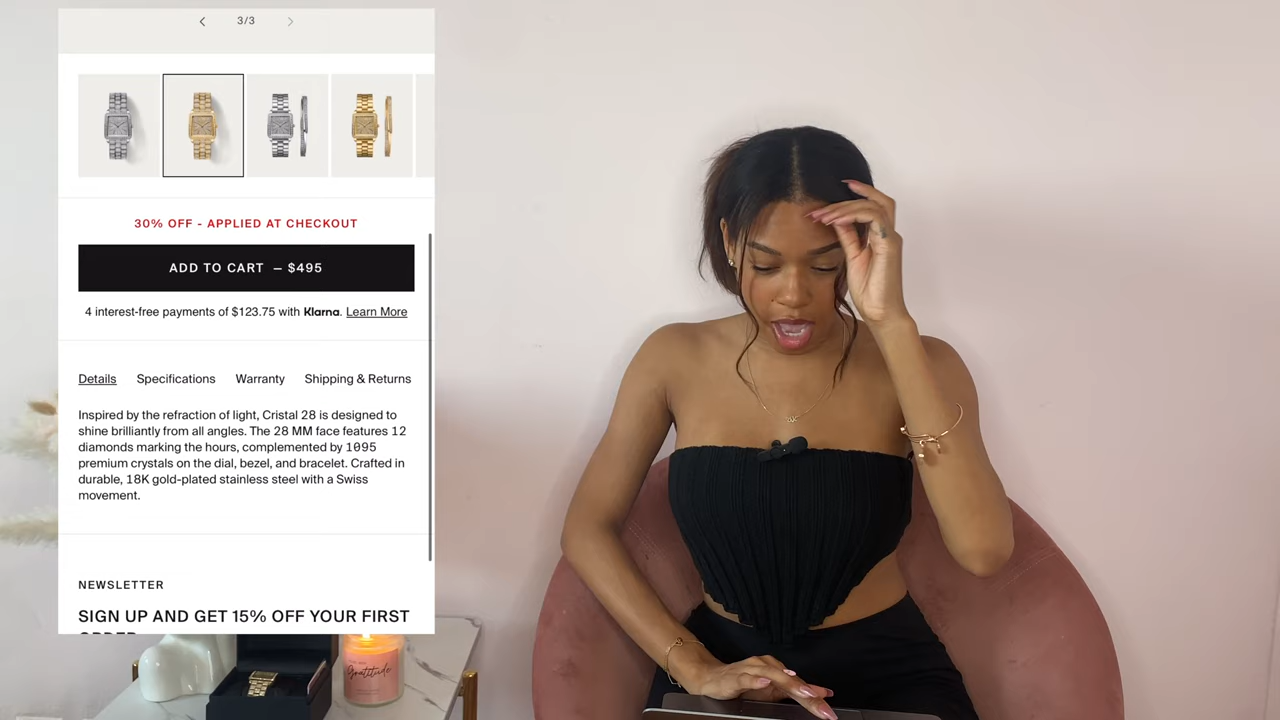 3/3
30% OFF - APPLIED AT CHECKOUT
ADD TO CART — $495
4 interest-free payments of $123.75 with Klarna. Learn More
Details Specifications Warranty Shipping & Returns
Inspired by the refraction of light, Cristal 28 is designed to
shine brilliantly from all angles. The 28 MM face features 12
diamonds marking the hours, complemented by 1095
premium crystals on the dial, bezel, and bracelet. Crafted in
durable, 18K gold-plated stainless steel with a Swiss
movement.
NEWSLETTER
SIGN UP AND GET 15% OFF YOUR FIRST
ORDER
Gratitude